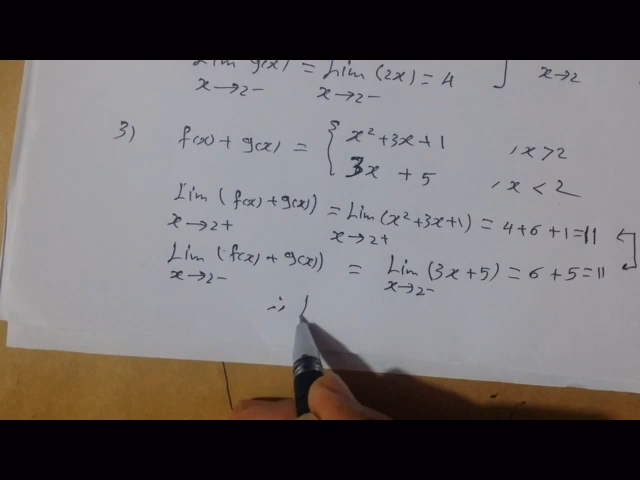 Lim g(x) = Lim (2x) = 4
x→2- x→2- x→2
3) f(x) + g(x) = { x² + 3x + 1 , x > 2
3x + 5 , x < 2
Lim (f(x) + g(x)) = Lim (x² + 3x + 1) = 4 + 6 + 1 = 11
x→2+ x→2+
Lim (f(x) + g(x)) = Lim (3x + 5) = 6 + 5 = 11
x→2- x→2-
∴